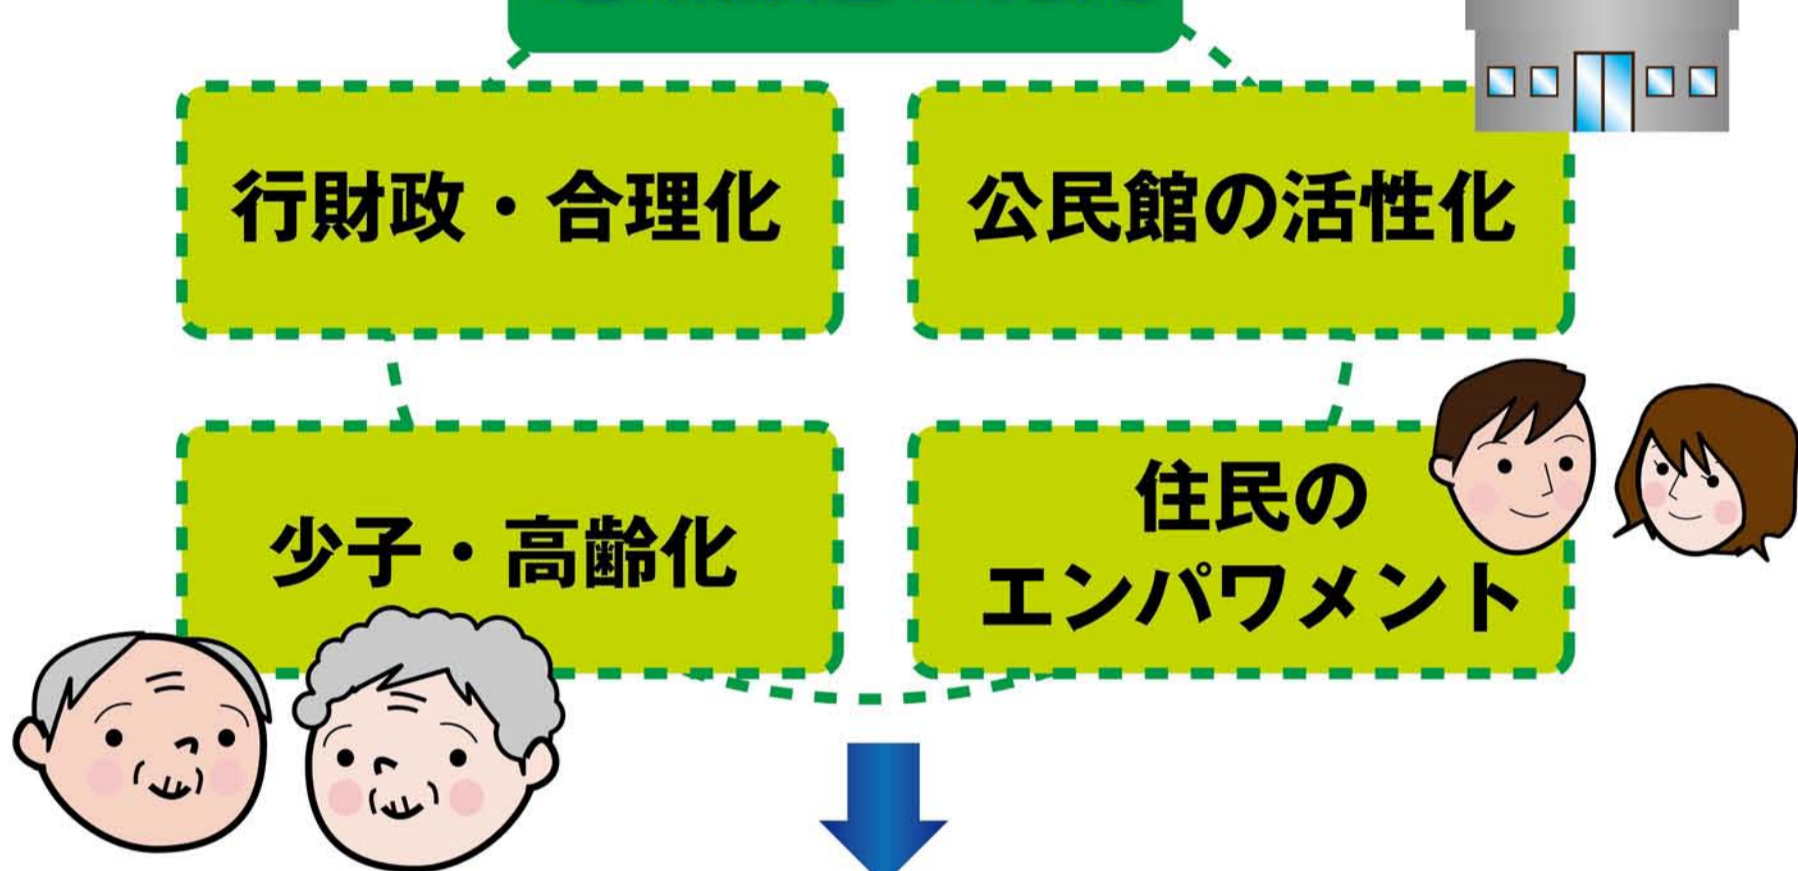 行財政・合理化
公民館の活性化
少子・高齢化
住民の
エンパワメント